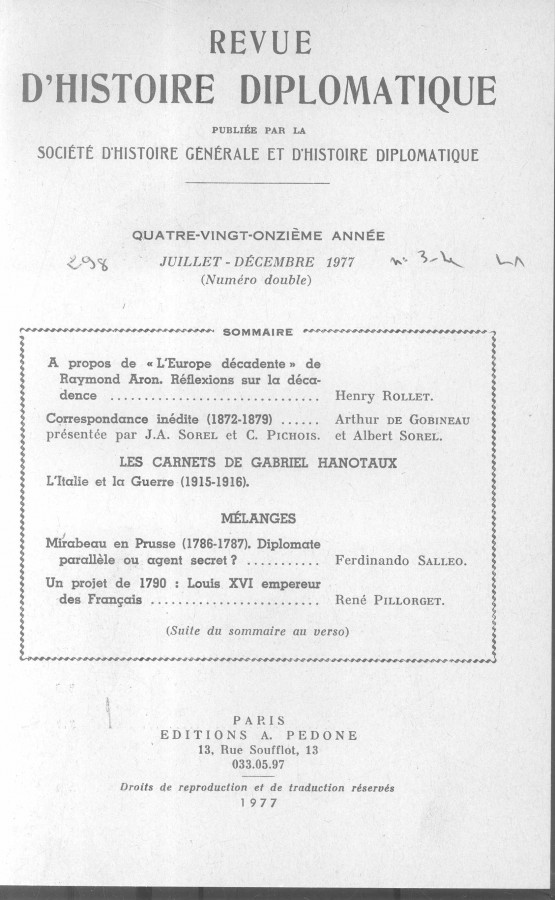 REVUE
D'HISTOIRE DIPLOMATIQUE
PUBLIÉE PAR LA
SOCIÉTÉ D'HISTOIRE GÉNÉRALE ET D'HISTOIRE DIPLOMATIQUE
QUATRE-VINGT-ONZIÈME ANNÉE
298 JUILLET - DÉCEMBRE 1977 n° 3-4
(Numéro double)
SOMMAIRE
A propos de « L'Europe décadente » de
Raymond Aron. Réflexions sur la déca-
dence .............................. Henry ROLLET.
Correspondance inédite (1872-1879) ...... Arthur DE GOBINEAU
présentée par J.A. SOREL et C. PICHOIS. et Albert SOREL.
LES CARNETS DE GABRIEL HANOTAUX
L'Italie et la Guerre (1915-1916).
MÉLANGES
Mirabeau en Prusse (1786-1787). Diplomate
parallèle ou agent secret ? ........... Ferdinando SALLEO.
Un projet de 1790 : Louis XVI empereur
des Français ........................ René PILLORGET.
(Suite du sommaire au verso)
PARIS
EDITIONS A. PEDONE
13, Rue Soufflot, 13
033.05.97
Droits de reproduction et de traduction réservés
1977